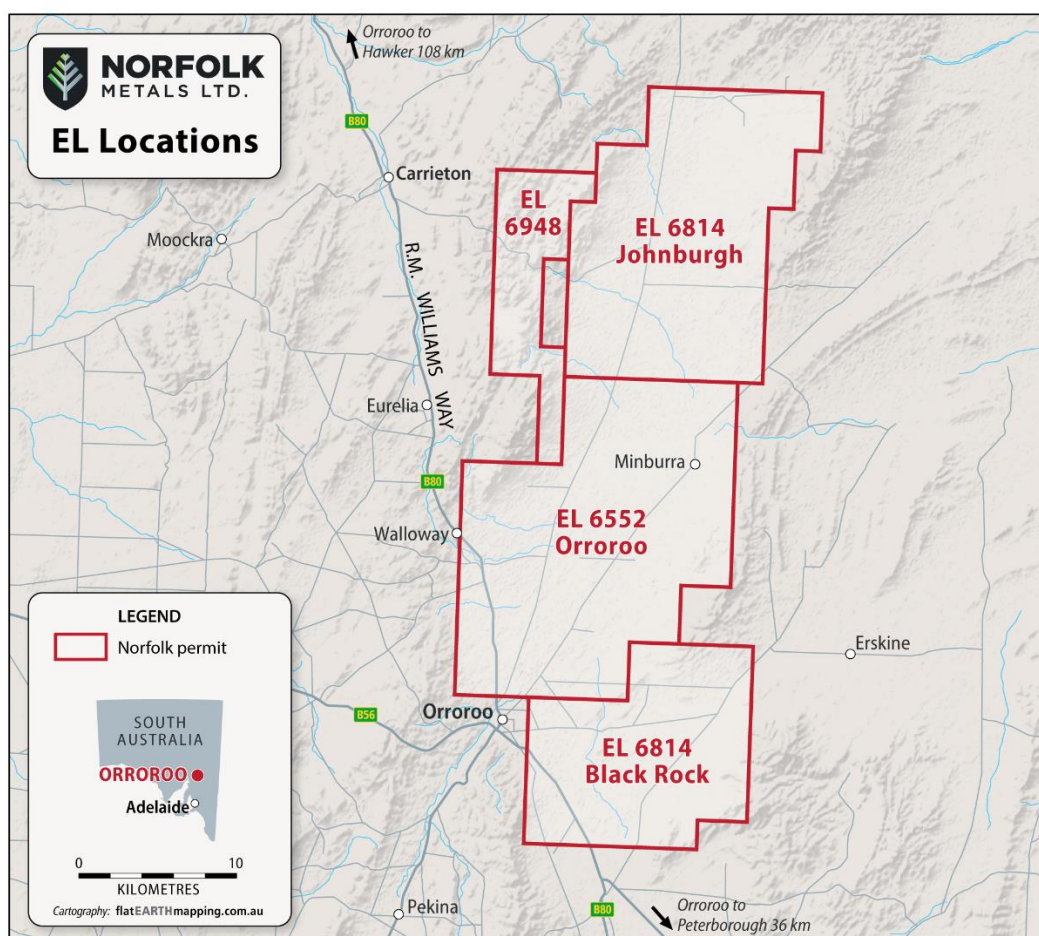 NORFOLK
METALS LTD.
EL Locations
Orroroo to
Hawker 108 km
B80
Carrieton
Moockra
R.M. WILLIAMS WAY
EL
6948
EL 6814
Johnburgh
Eurelia
B80
Minburra
Walloway
EL 6552
Orroroo
Erskine
Orroroo
B56
EL 6814
Black Rock
Pekina
B80
Orroroo to
Peterborough 36 km
LEGEND
Norfolk permit
SOUTH
AUSTRALIA
ORROROO
Adelaide
0 10
KILOMETRES
Cartography: flatEARTHmapping.com.au